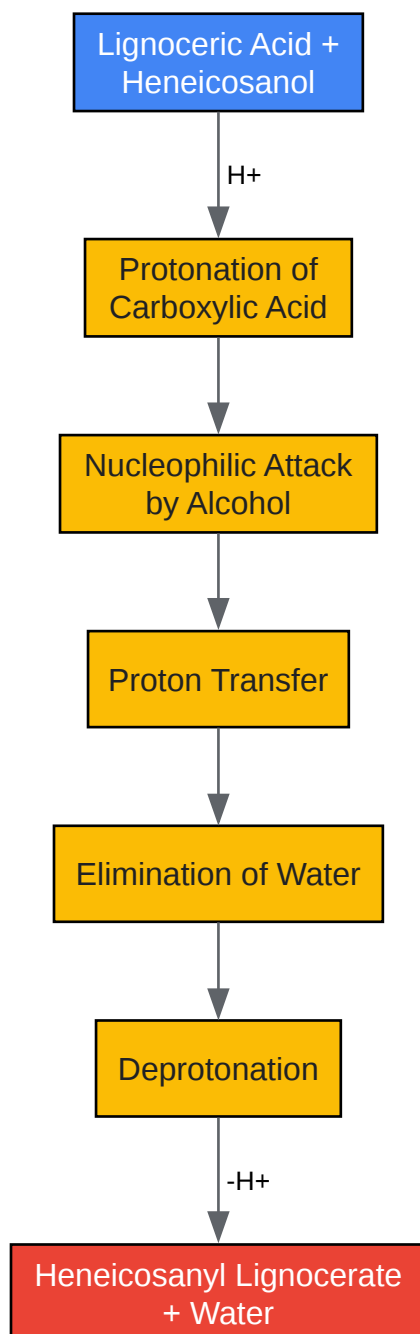 Lignoceric Acid +
Heneicosanol
H+
Protonation of
Carboxylic Acid
Nucleophilic Attack
by Alcohol
Proton Transfer
Elimination of Water
Deprotonation
-H+
Heneicosanyl Lignocerate
+ Water